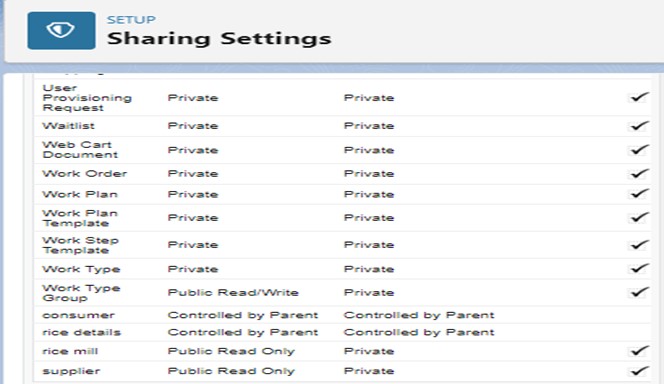 SETUP
Sharing Settings
User
Provisioning Private Private
Request
Waitlist Private Private
Web Cart
Document Private Private
Work Order Private Private
Work Plan Private Private
Work Plan
Template Private Private
Work Step
Template Private Private
Work Type Private Private
Work Type
Group Public Read/Write Private
consumer Controlled by Parent Controlled by Parent
rice details Controlled by Parent Controlled by Parent
rice mill Public Read Only Private
supplier Public Read Only Private